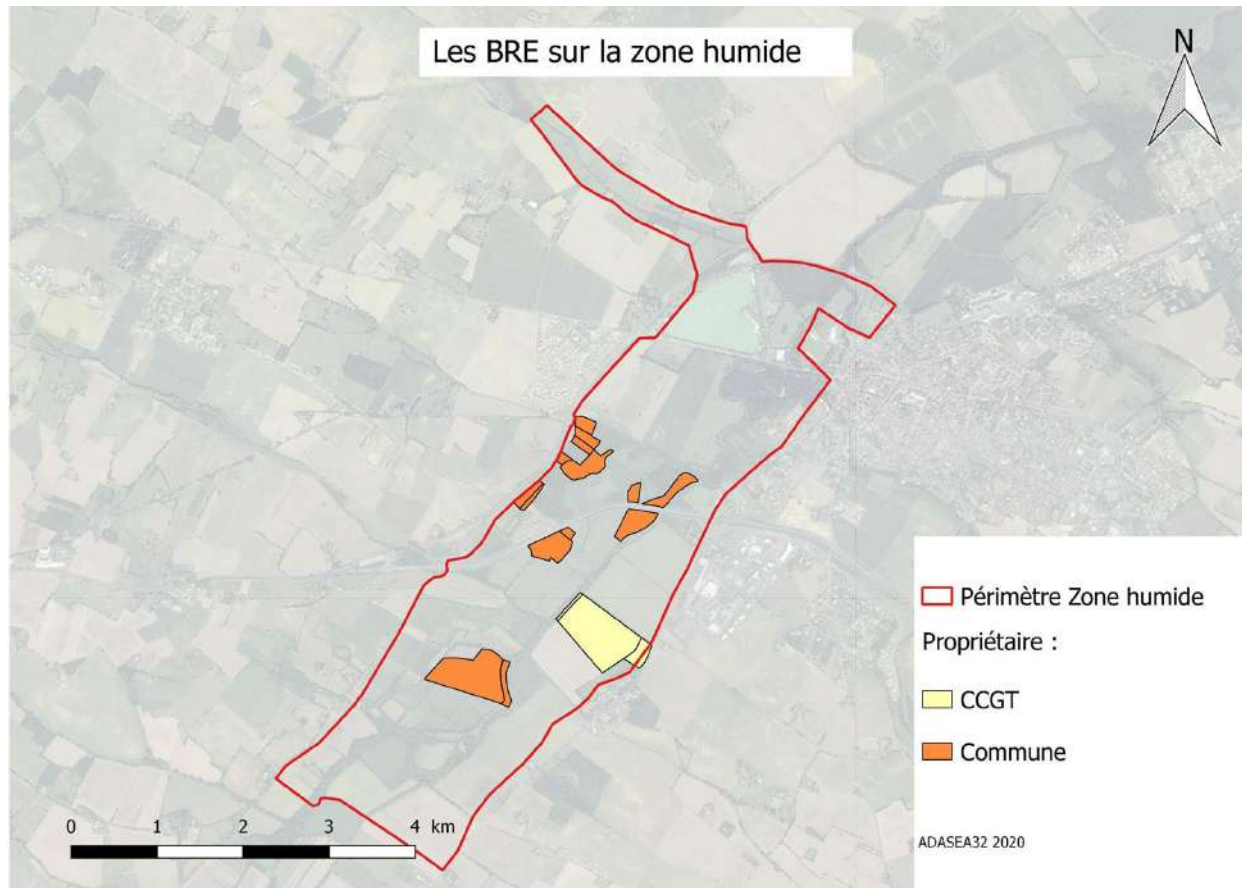 Les BRE sur la zone humide
N
Périmètre Zone humide
Propriétaire :
CCGT
Commune
0 1 2 3 4 km
ADASEA32 2020